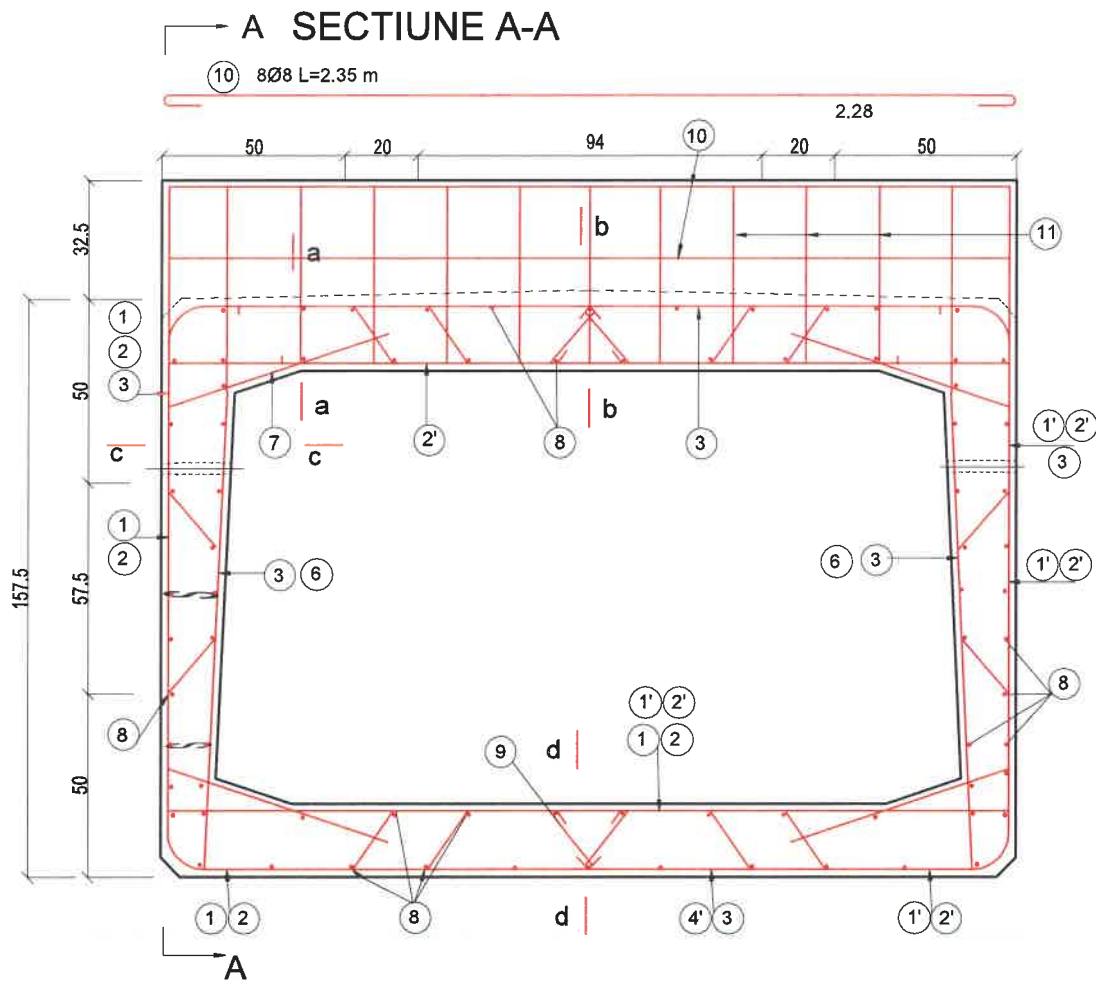 A SECTIUNE A-A
10 8Ø8 L=2.35 m
2.28
50 20 94 20 50
10
32.5
a b 11
1
2
3
50
a b
7 2' 8 3 1' 2'
3
c c
1
2
3 6 6 3 1' 2'
157.5
57.5
1' 2'
1 2
8
8
9 d
50
1 2 8 d 4' 3 1' 2'
A